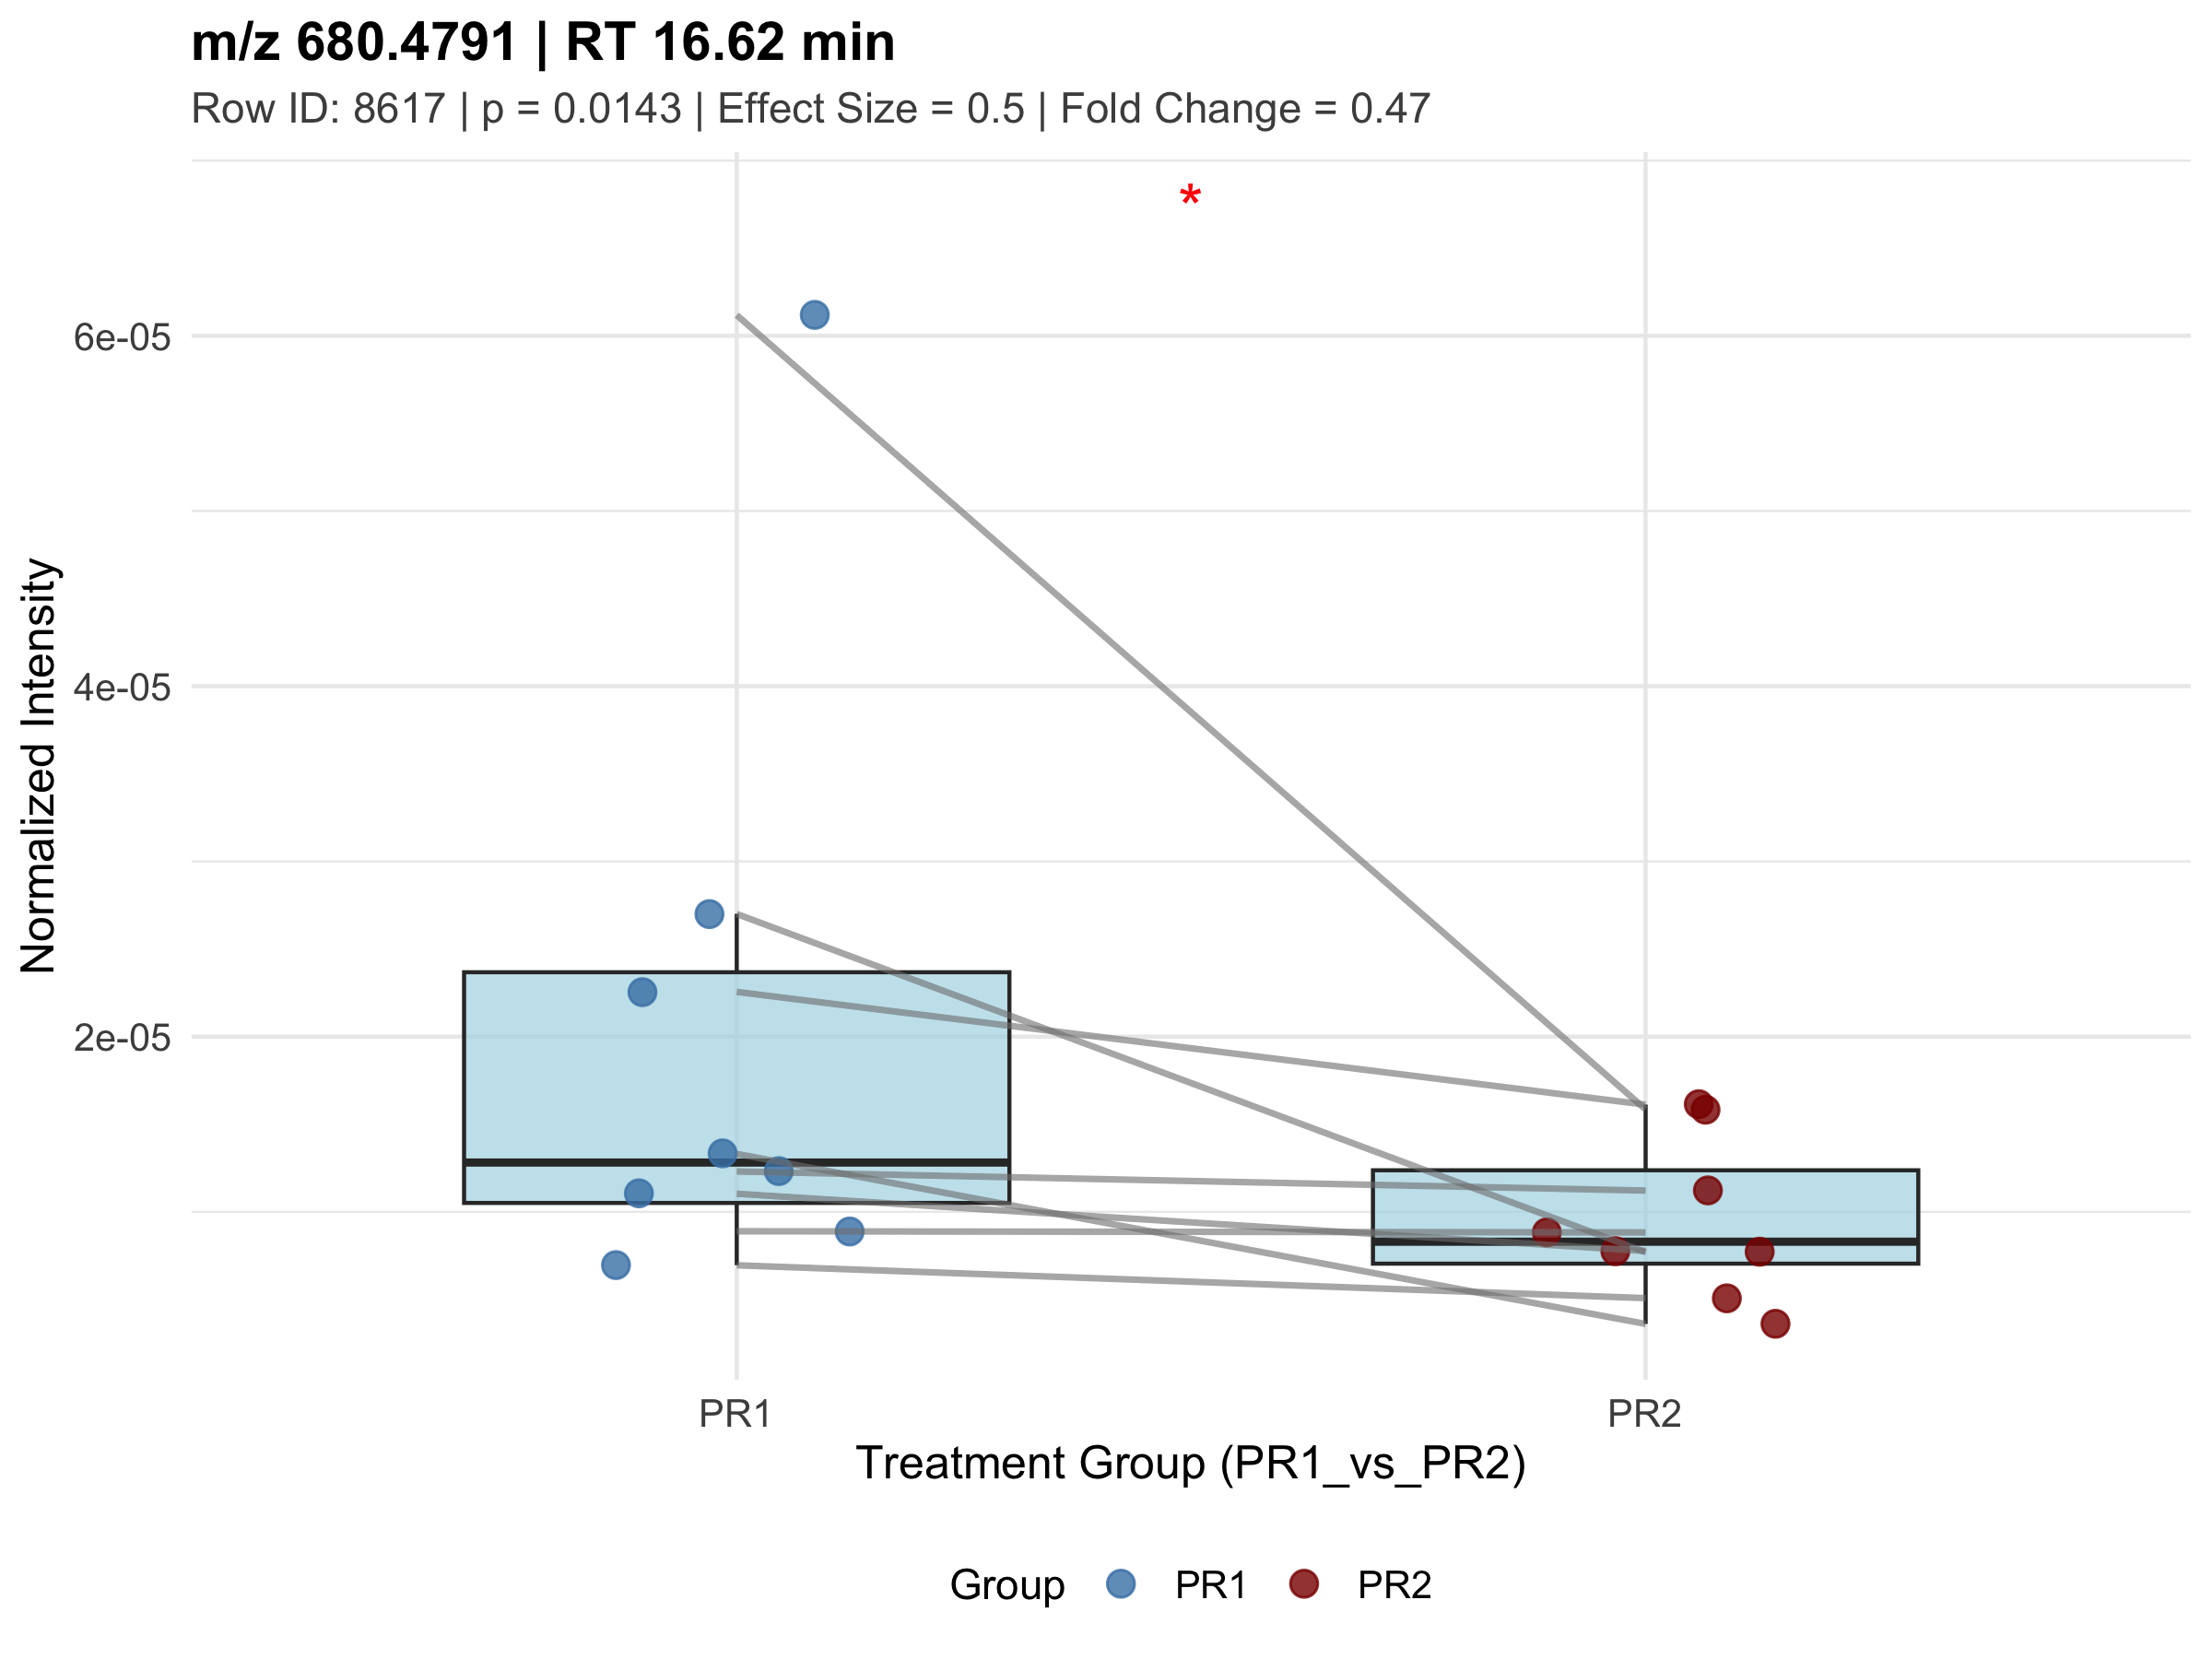 m/z 680.4791 | RT 16.62 min
Row ID: 8617 | p = 0.0143 | Effect Size = 0.5 | Fold Change = 0.47
*
6e-05
4e-05
2e-05
Normalized Intensity
PR1 PR2
Treatment Group (PR1_vs_PR2)
Group PR1 PR2